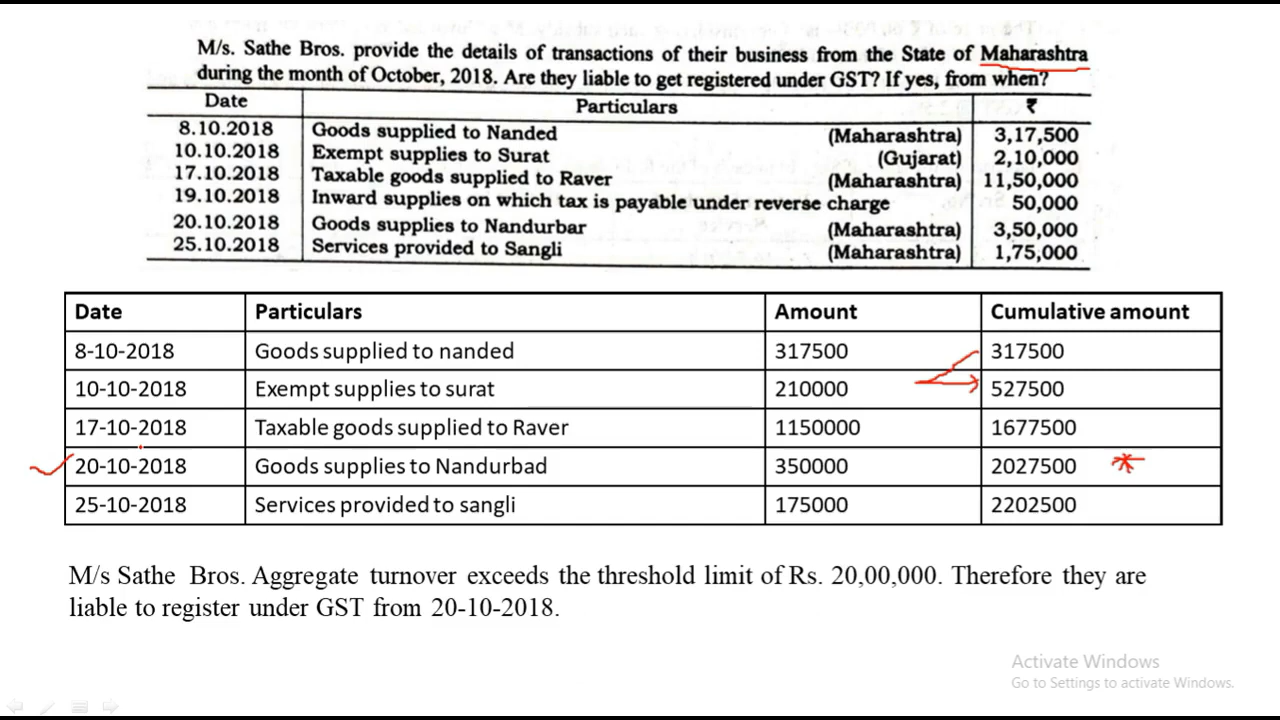 M/s. Sathe Bros. provide the details of transactions of their business from the State of Maharashtra
during the month of October, 2018. Are they liable to get registered under GST? If yes, from when?
Date Particulars ₹
8.10.2018 Goods supplied to Nanded (Maharashtra) 3,17,500
10.10.2018 Exempt supplies to Surat (Gujarat) 2,10,000
17.10.2018 Taxable goods supplied to Raver (Maharashtra) 11,50,000
19.10.2018 Inward supplies on which tax is payable under reverse charge 50,000
20.10.2018 Goods supplies to Nandurbar (Maharashtra) 3,50,000
25.10.2018 Services provided to Sangli (Maharashtra) 1,75,000
Date Particulars Amount Cumulative amount
8-10-2018 Goods supplied to nanded 317500 317500
10-10-2018 Exempt supplies to surat 210000 527500
17-10-2018 Taxable goods supplied to Raver 1150000 1677500
20-10-2018 Goods supplies to Nandurbad 350000 2027500
25-10-2018 Services provided to sangli 175000 2202500
M/s Sathe Bros. Aggregate turnover exceeds the threshold limit of Rs. 20,00,000. Therefore they are
liable to register under GST from 20-10-2018.
Activate Windows
Go to Settings to activate Windows.